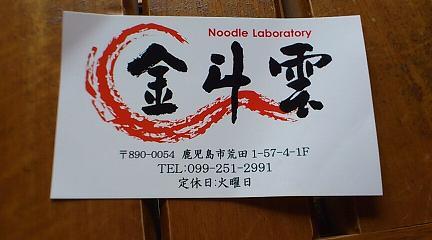 Noodle Laboratory
金斗雲
〒890-0054 鹿児島市荒田1-57-4-1F
TEL:099-251-2991
定休日:火曜日